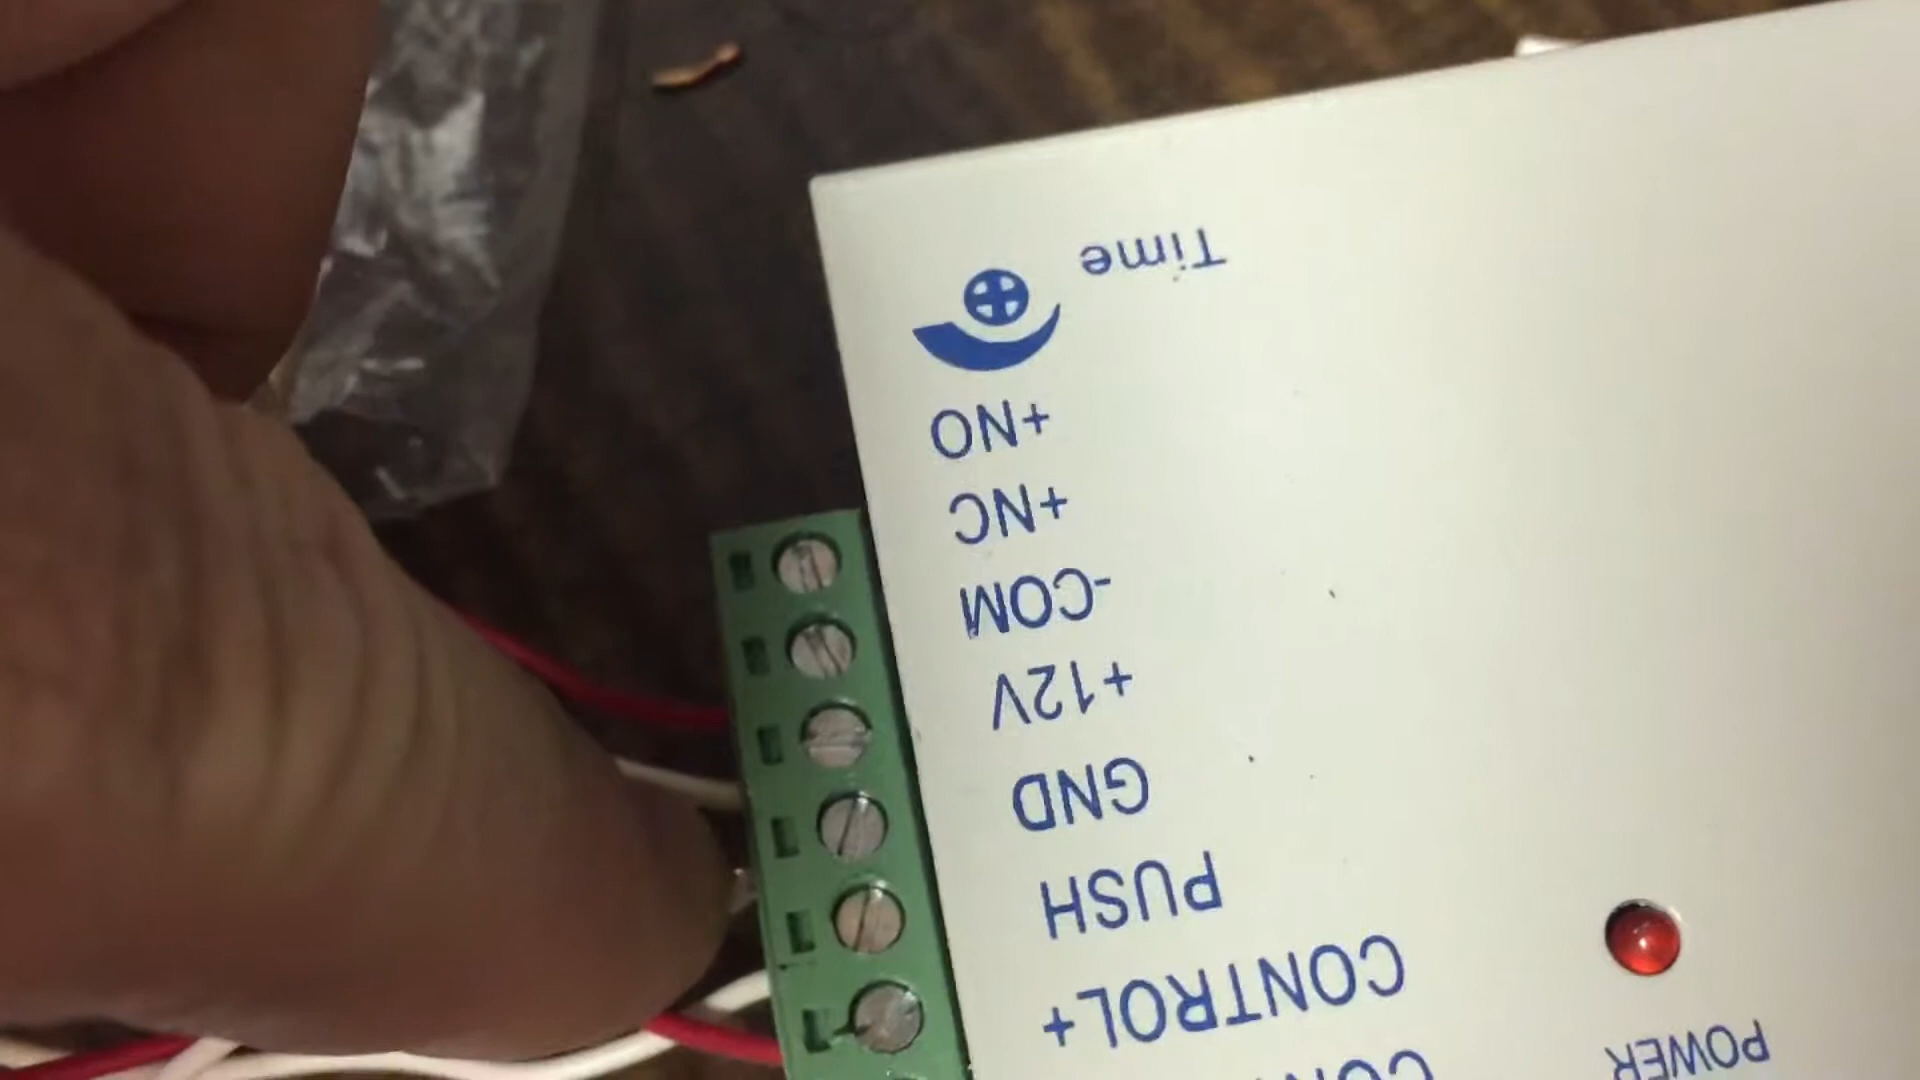 POWER
CONTROL+
PUSH
GND
+12V
-COM
+NC
+NO
Time